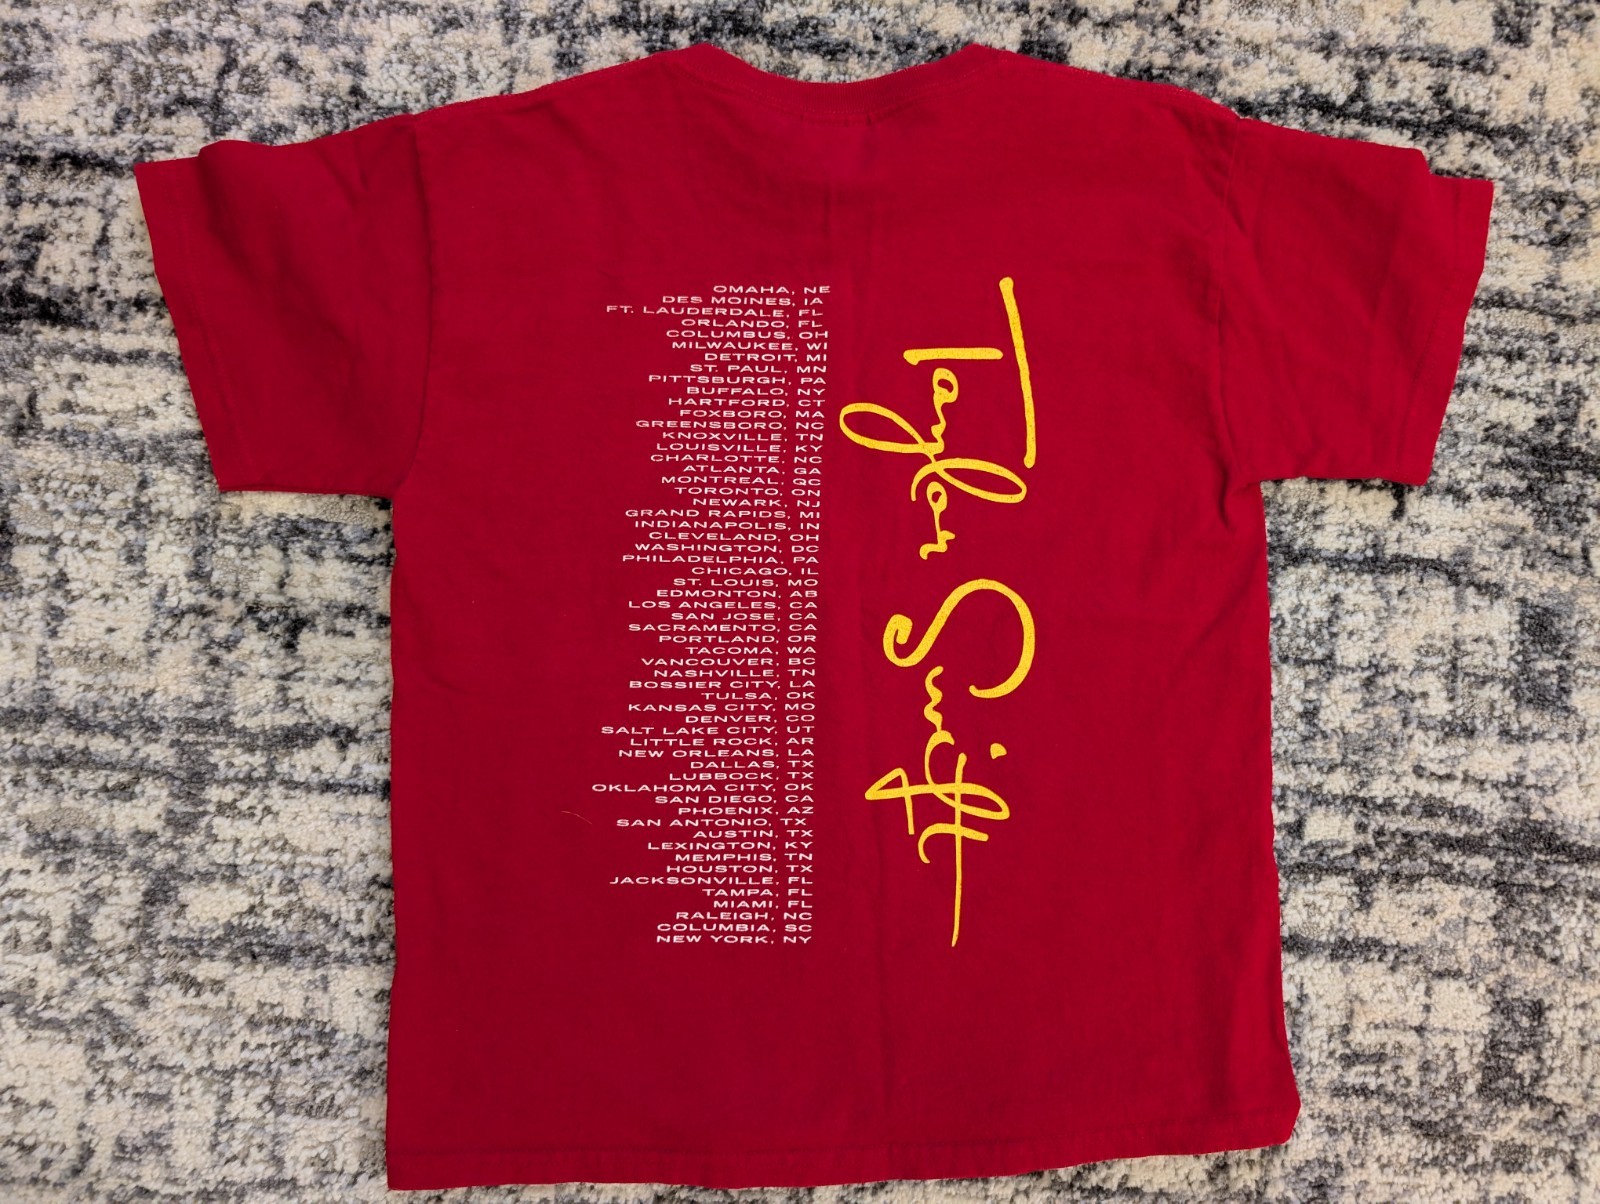 OMAHA, NE
DES MOINES, IA
FT. LAUDERDALE, FL
ORLANDO, FL
COLUMBUS, OH
MILWAUKEE, WI
DETROIT, MI
ST. PAUL, MN
PITTSBURGH, PA
BUFFALO, NY
HARTFORD, CT
FOXBORO, MA
GREENSBORO, NC
KNOXVILLE, TN
LOUISVILLE, KY
CHARLOTTE, NC
ATLANTA, GA
MONTREAL, QC
TORONTO, ON
NEWARK, NJ
GRAND RAPIDS, MI
INDIANAPOLIS, IN
CLEVELAND, OH
WASHINGTON, DC
PHILADELPHIA, PA
CHICAGO, IL
ST. LOUIS, MO
EDMONTON, AB
LOS ANGELES, CA
SAN JOSE, CA
SACRAMENTO, CA
PORTLAND, OR
TACOMA, WA
VANCOUVER, BC
NASHVILLE, TN
BOSSIER CITY, LA
TULSA, OK
KANSAS CITY, MO
DENVER, CO
SALT LAKE CITY, UT
LITTLE ROCK, AR
NEW ORLEANS, LA
DALLAS, TX
LUBBOCK, TX
OKLAHOMA CITY, OK
SAN DIEGO, CA
PHOENIX, AZ
SAN ANTONIO, TX
AUSTIN, TX
LEXINGTON, KY
MEMPHIS, TN
HOUSTON, TX
JACKSONVILLE, FL
TAMPA, FL
MIAMI, FL
RALEIGH, NC
COLUMBIA, SC
NEW YORK, NY
Taylor Swift